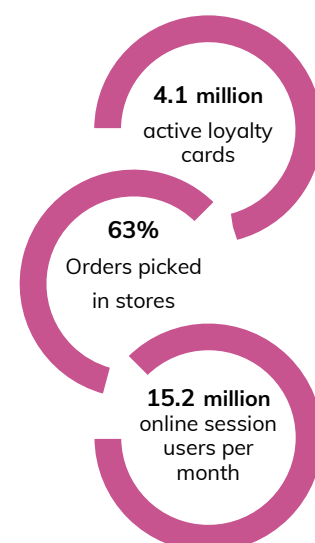 4.1 million
active loyalty
cards
63%
Orders picked
in stores
15.2 million
online session
users per
month